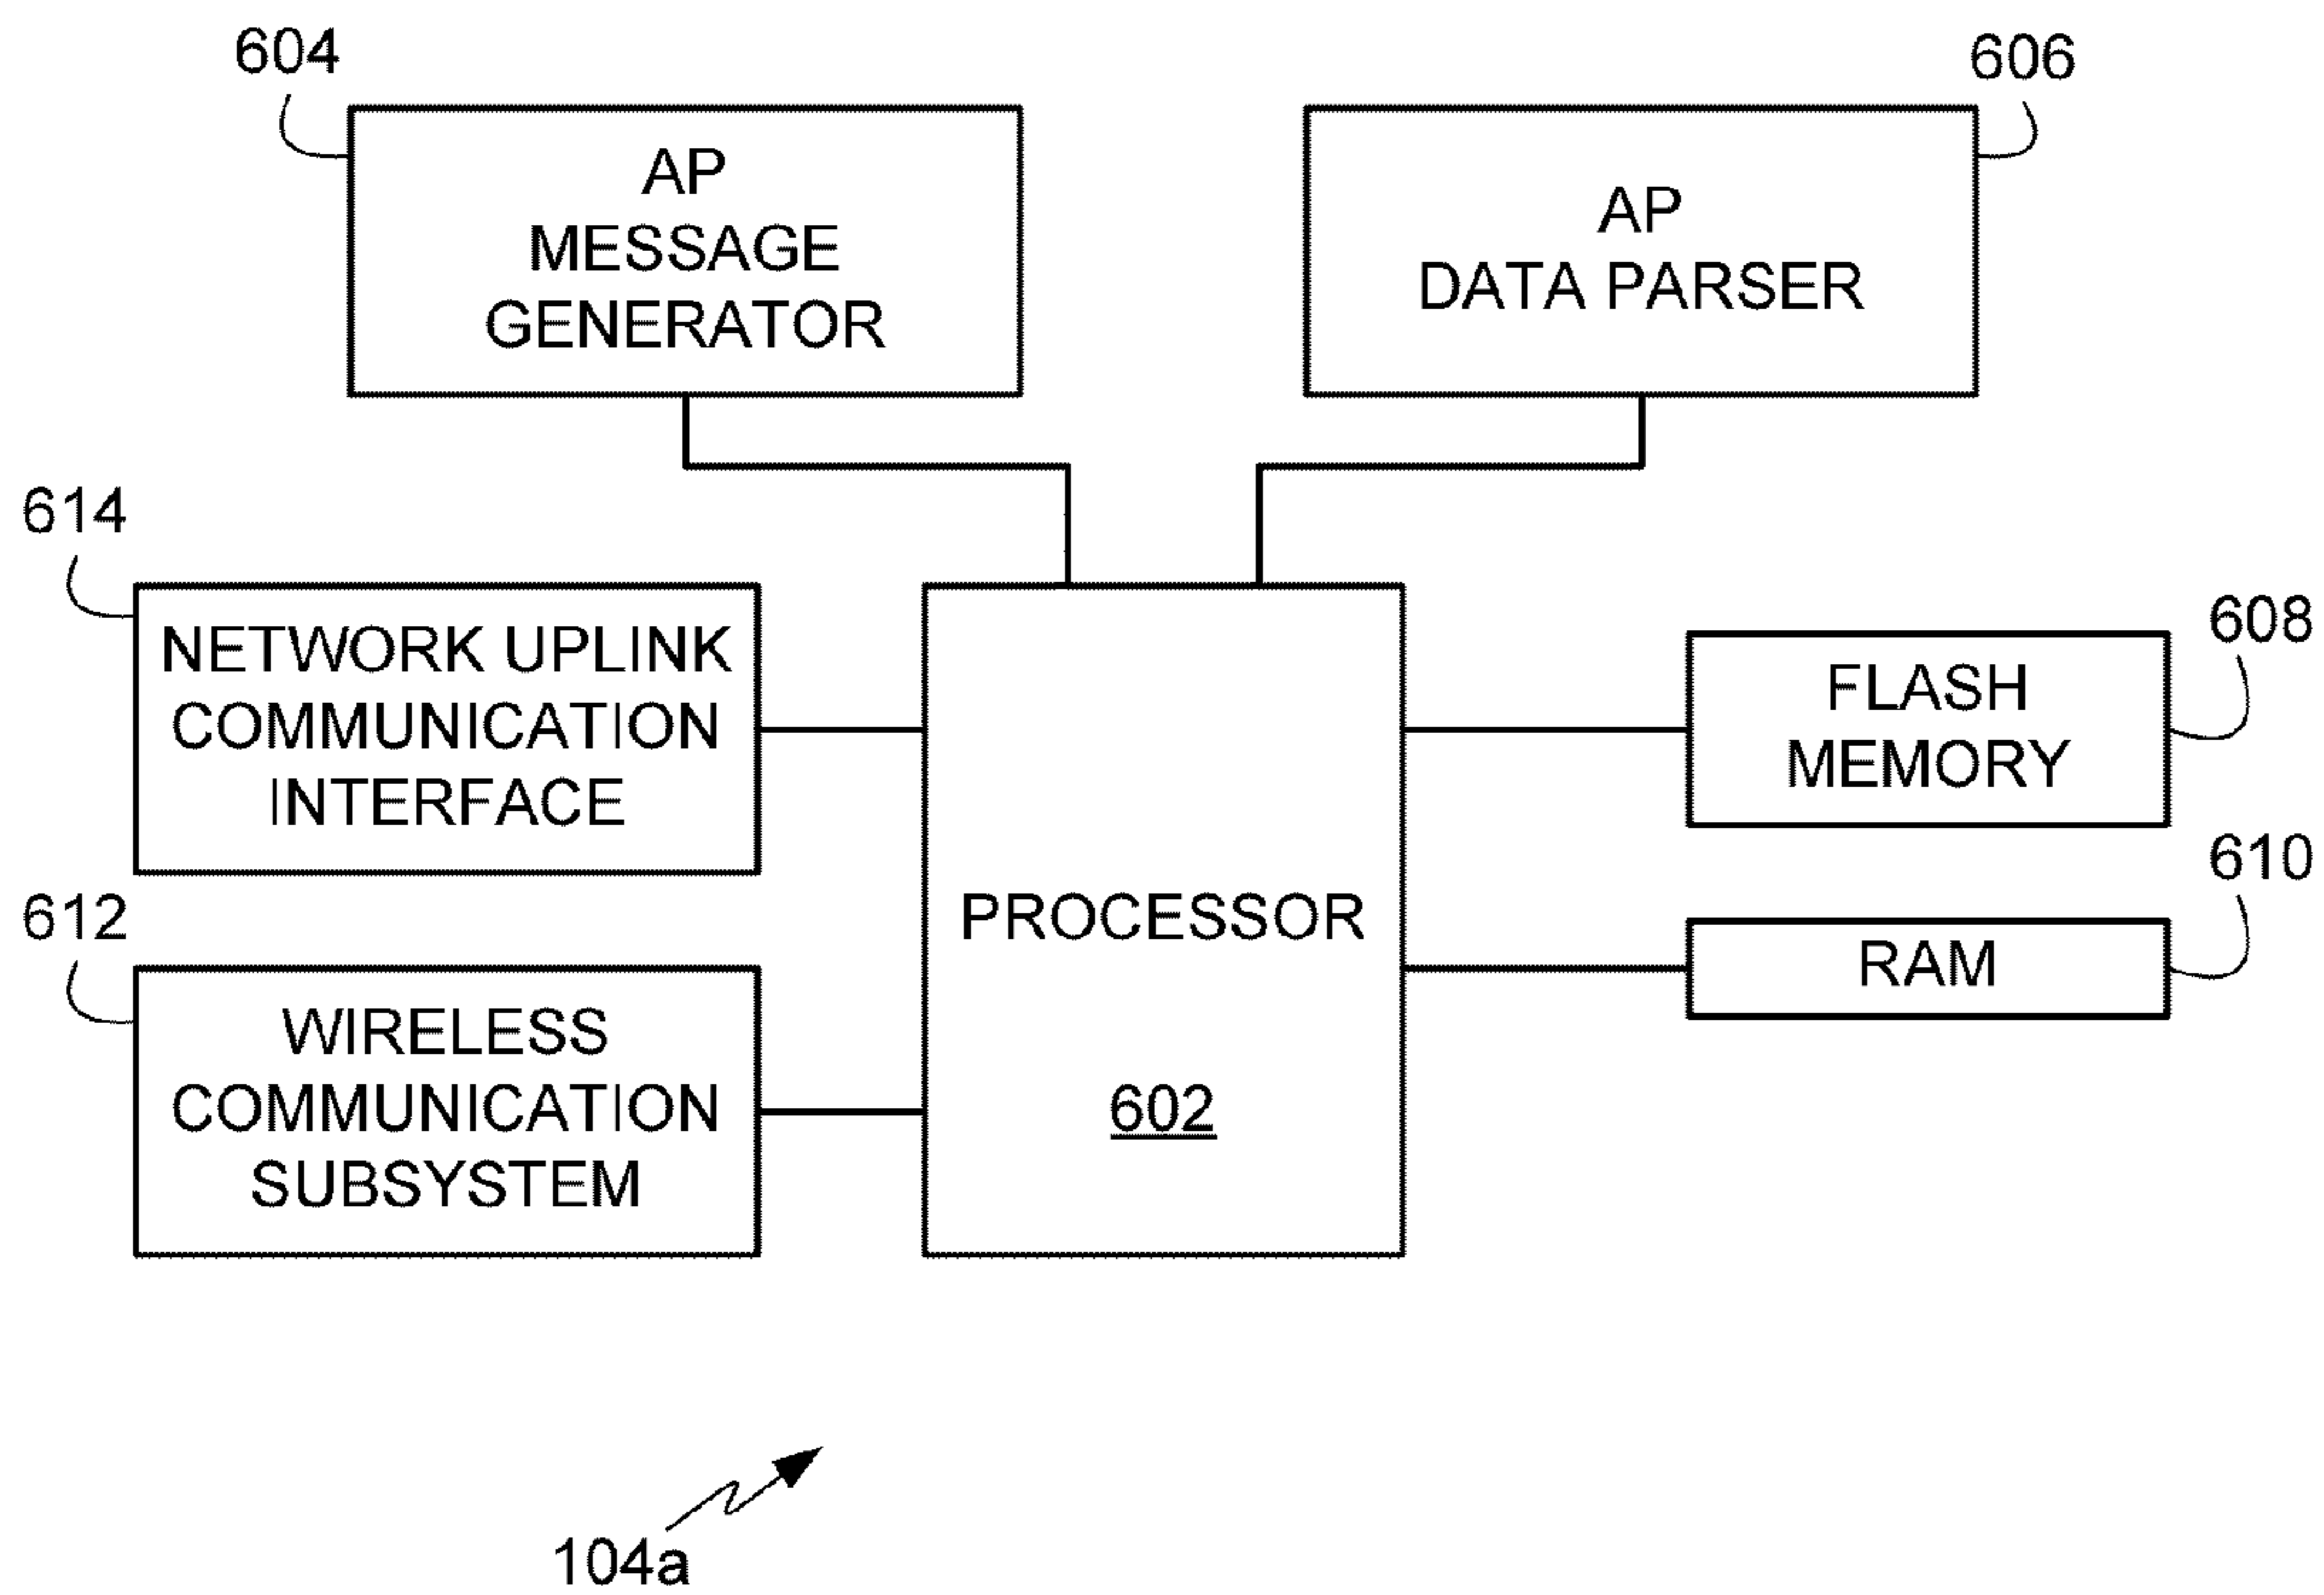 604
606
AP
MESSAGE
GENERATOR
AP
DATA PARSER
614
NETWORK UPLINK
COMMUNICATION
INTERFACE
608
FLASH
MEMORY
610
RAM
612
WIRELESS
COMMUNICATION
SUBSYSTEM
PROCESSOR
602
104a